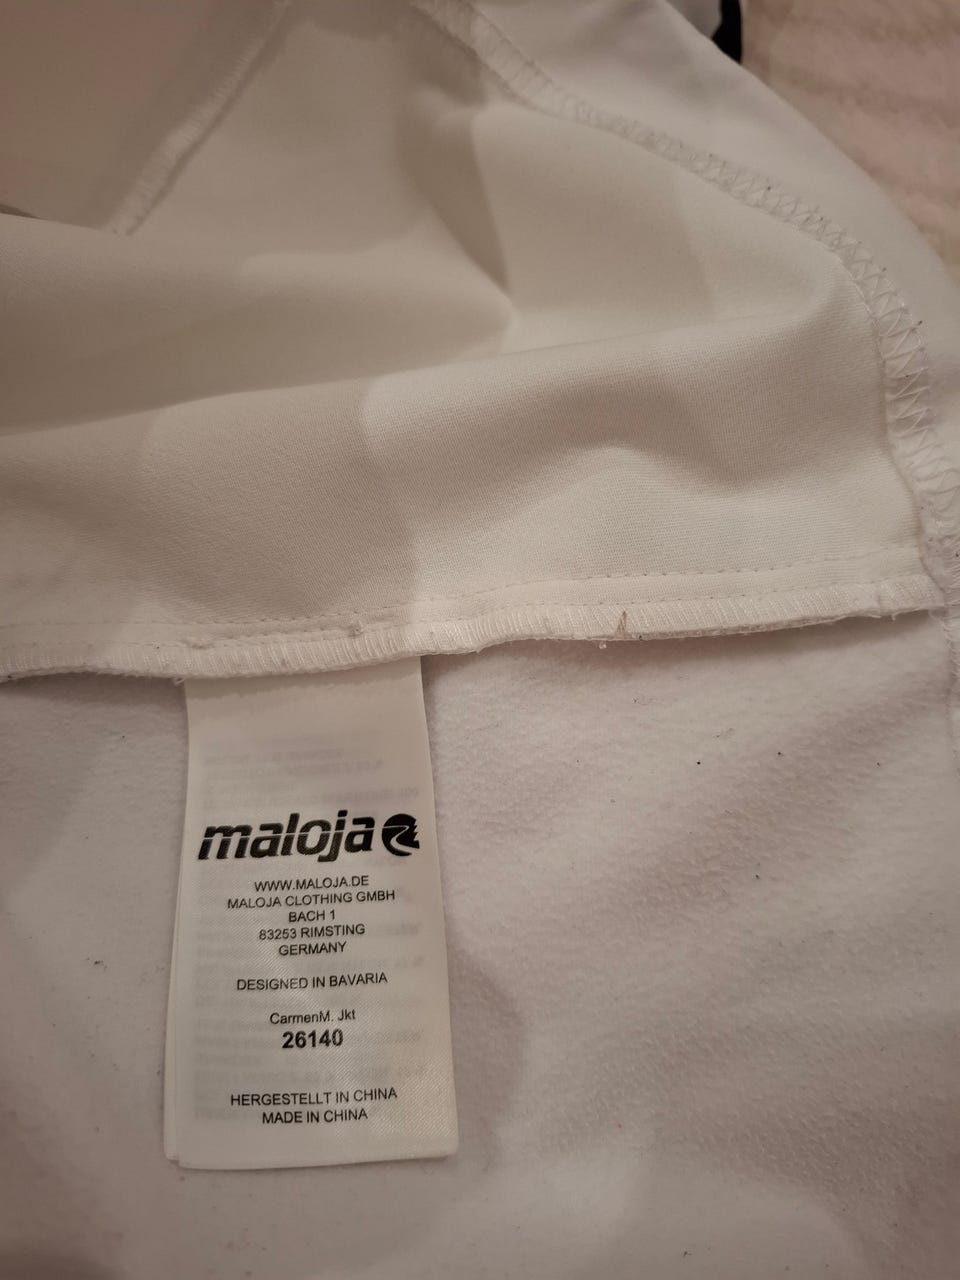 maloja
WWW.MALOJA.DE
MALOJA CLOTHING GMBH
BACH 1
83253 RIMSTING
GERMANY
DESIGNED IN BAVARIA
CarmenM. Jkt
26140
HERGESTELLT IN CHINA
MADE IN CHINA